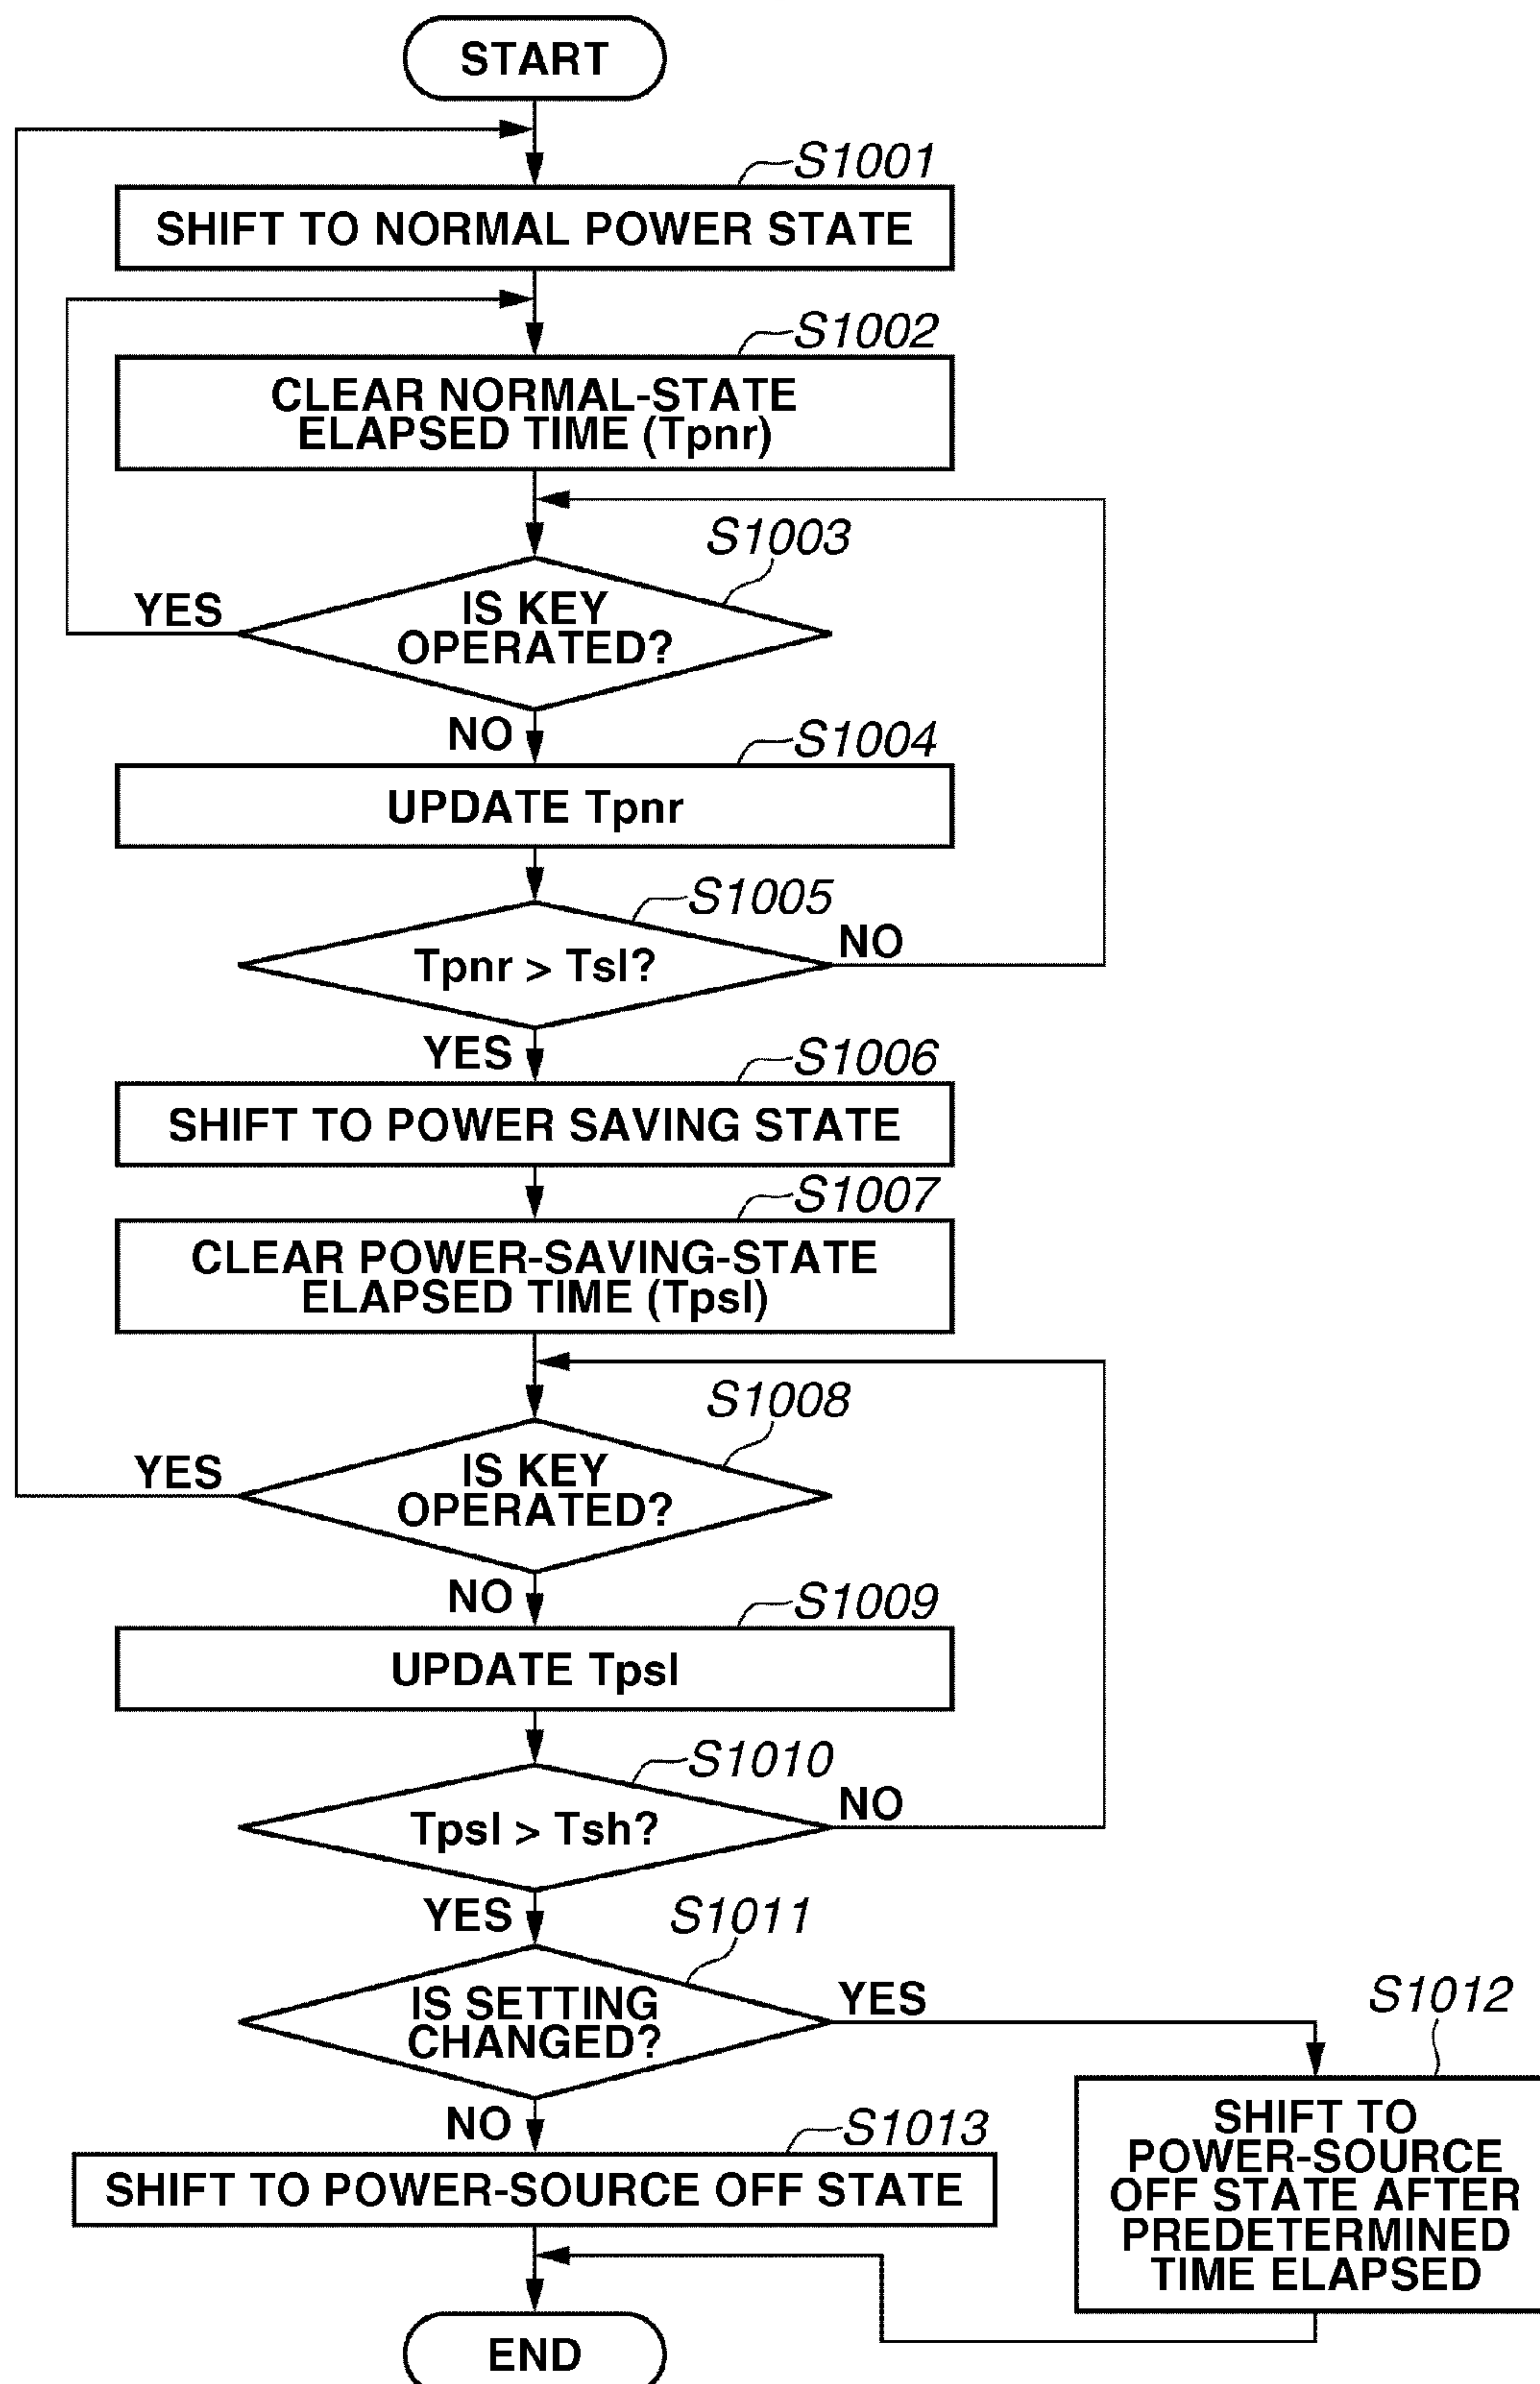 START
S1001
SHIFT TO NORMAL POWER STATE
S1002
CLEAR NORMAL-STATE
ELAPSED TIME (Tpnr)
S1003
IS KEY
OPERATED?
YES
NO
S1004
UPDATE Tpnr
S1005
Tpnr > Tsl?
NO
YES
S1006
SHIFT TO POWER SAVING STATE
S1007
CLEAR POWER-SAVING-STATE
ELAPSED TIME (Tpsl)
S1008
IS KEY
OPERATED?
YES
NO
S1009
UPDATE Tpsl
S1010
Tpsl > Tsh?
NO
YES
S1011
IS SETTING
CHANGED?
YES
S1012
SHIFT TO
POWER-SOURCE
OFF STATE AFTER
PREDETERMINED
TIME ELAPSED
NO
S1013
SHIFT TO POWER-SOURCE OFF STATE
END